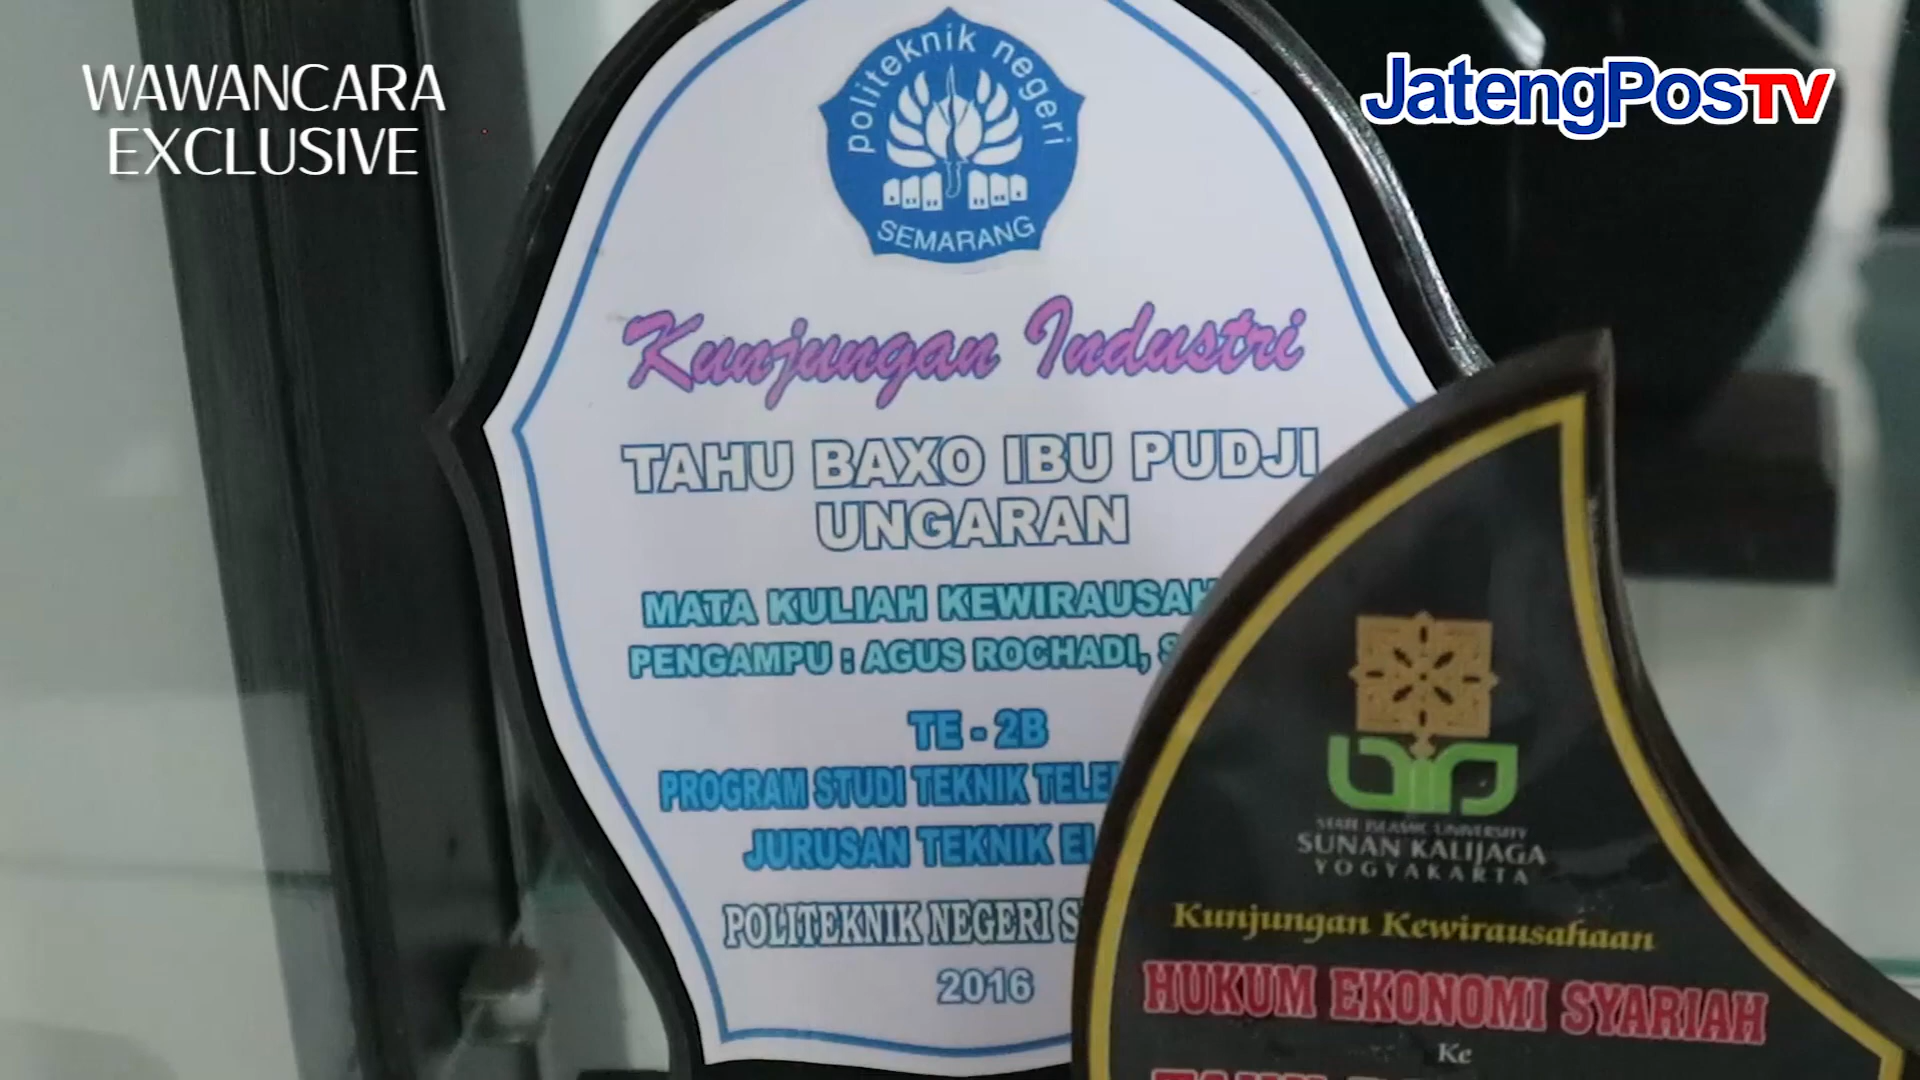 WAWANCARA
EXCLUSIVE
JatengPosTV
politeknik negeri
SEMARANG
Kunjungan Industri
TAHU BAXO IBU PUDJI
UNGARAN
MATA KULIAH
PENGAMPU : AGUS ROCHADI,
TE - 2B
PROGRAM STUDI TEKNIK
JURUSAN TEKNIK
POLITEKNIK NEGERI
2016
STATE ISLAMIC UNIVERSITY
SUNAN KALIJAGA
YOGYAKARTA
Kunjungan Kewirausahaan
HUKUM EKONOMI SYARIAH
Ke